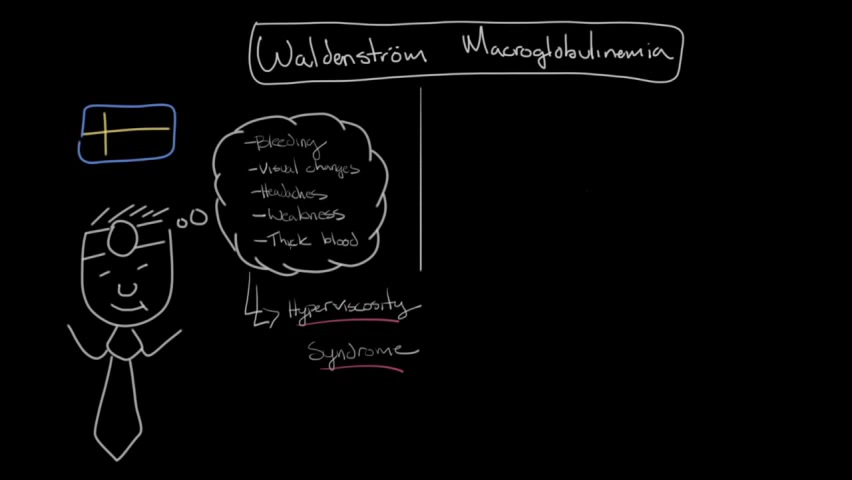 Waldenström Macroglobulinemia
- Bleeding
- Visual changes
- Headaches
- Weakness
- Thick blood
Hyperviscosity
Syndrome